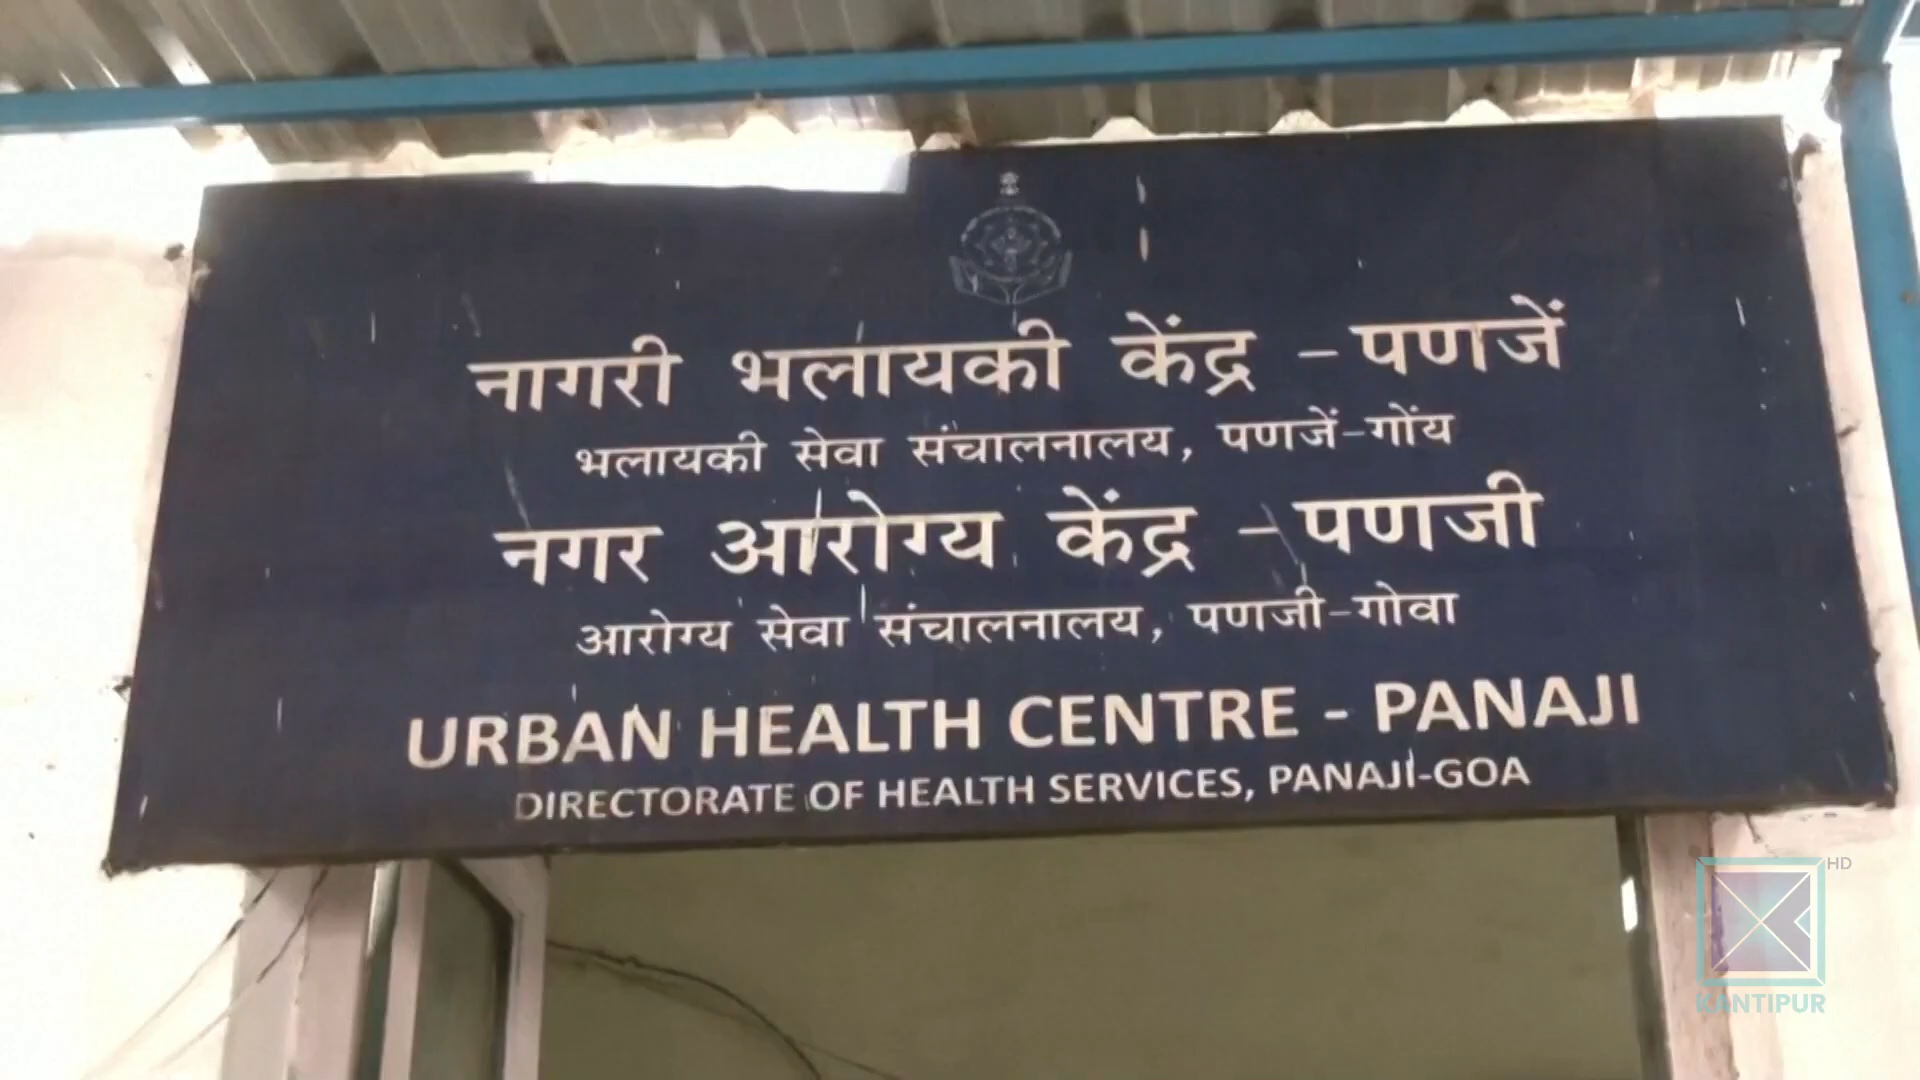 नागरी भलायकी केंद्र – पणजें
भलायकी सेवा संचालनालय, पणजें–गोंय
नगर आरोग्य केंद्र – पणजी
आरोग्य सेवा संचालनालय, पणजी–गोवा
URBAN HEALTH CENTRE - PANAJI
DIRECTORATE OF HEALTH SERVICES, PANAJI-GOA
HD
KANTIPUR